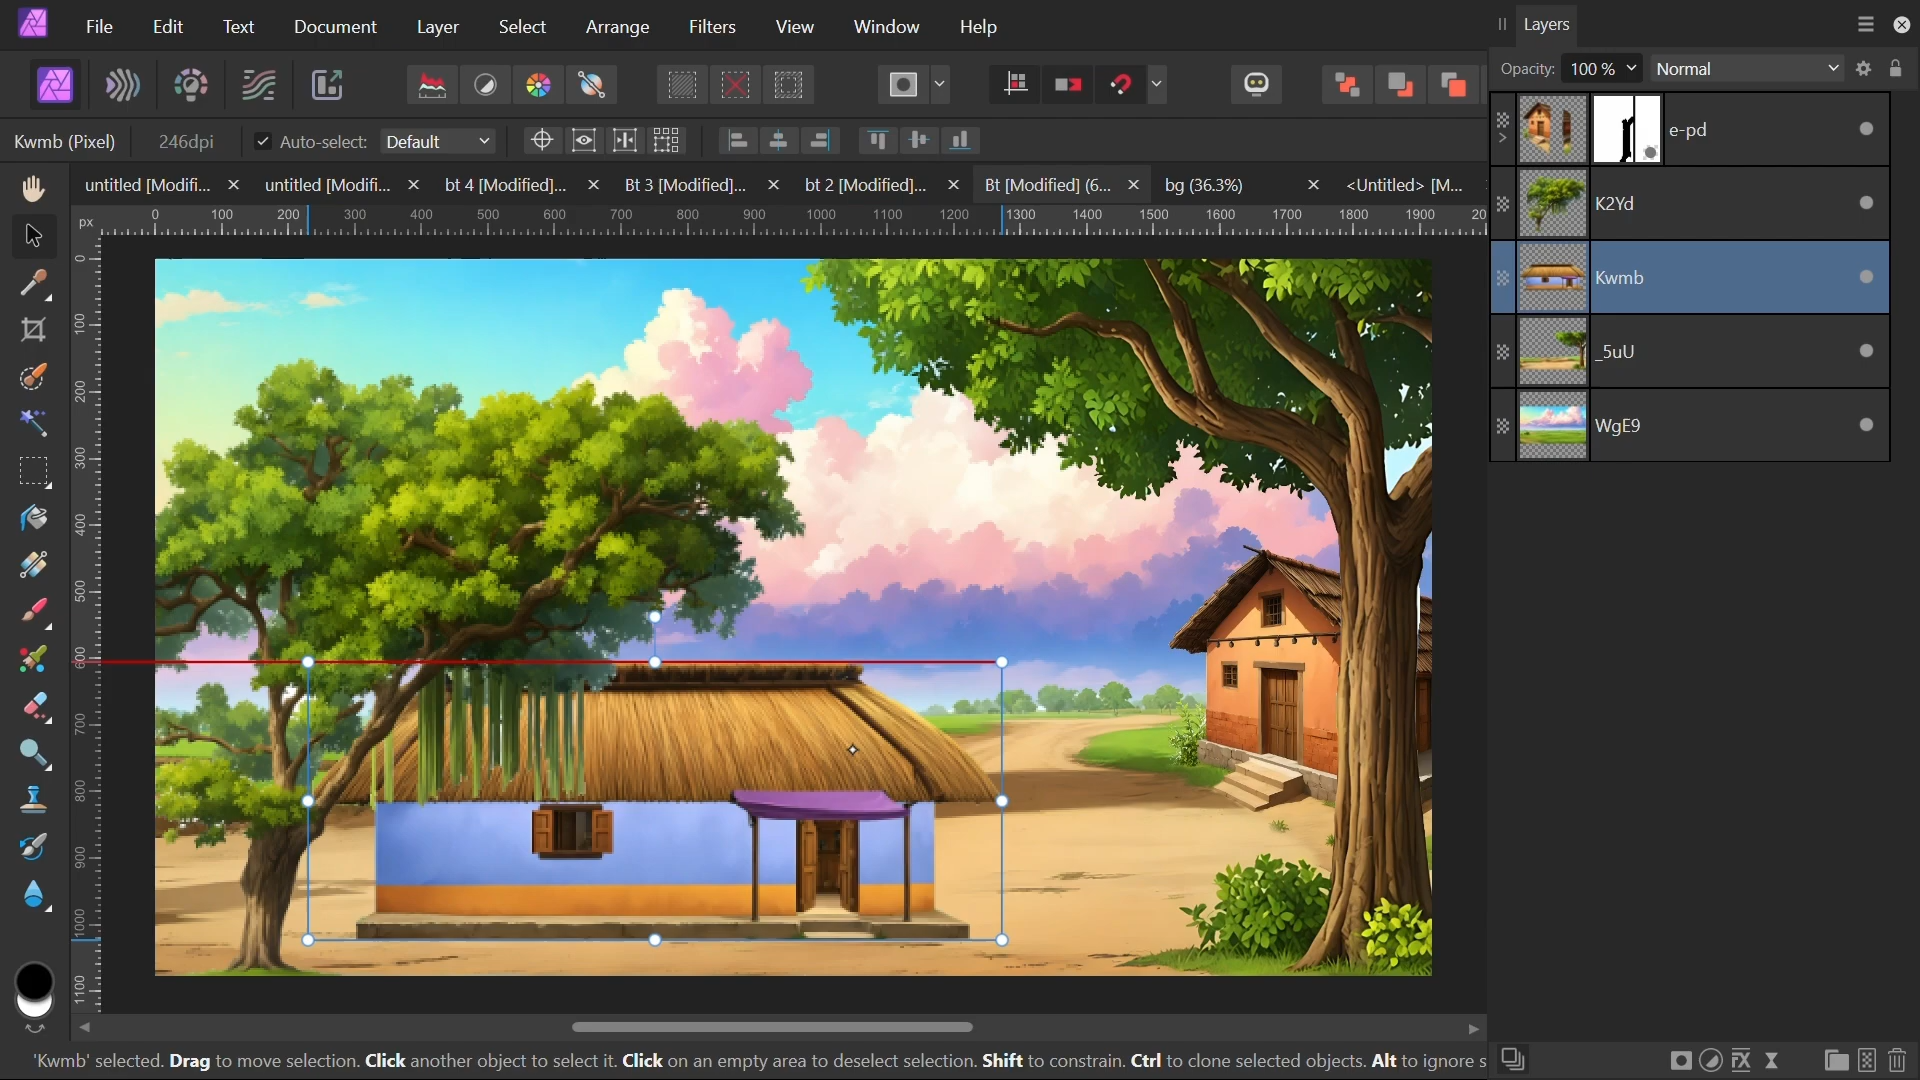 File Edit Text Document Layer Select Arrange Filters View Window Help
Layers
Opacity: 100 % Normal
Kwmb (Pixel) 246dpi Auto-select: Default
untitled [Modifi... untitled [Modifi... bt 4 [Modified]... Bt 3 [Modified]... bt 2 [Modified]... Bt [Modified] (6... bg (36.3%) <Untitled> [M...
px 0 100 200 300 400 500 600 700 800 900 1000 1100 1200 1300 1400 1500 1600 1700 1800 1900 20
0
100
200
300
400
500
600
700
800
900
1000
1100
e-pd
K2Yd
Kwmb
_5uU
WgE9
'Kwmb' selected. Drag to move selection. Click another object to select it. Click on an empty area to deselect selection. Shift to constrain. Ctrl to clone selected objects. Alt to ignore s
FX